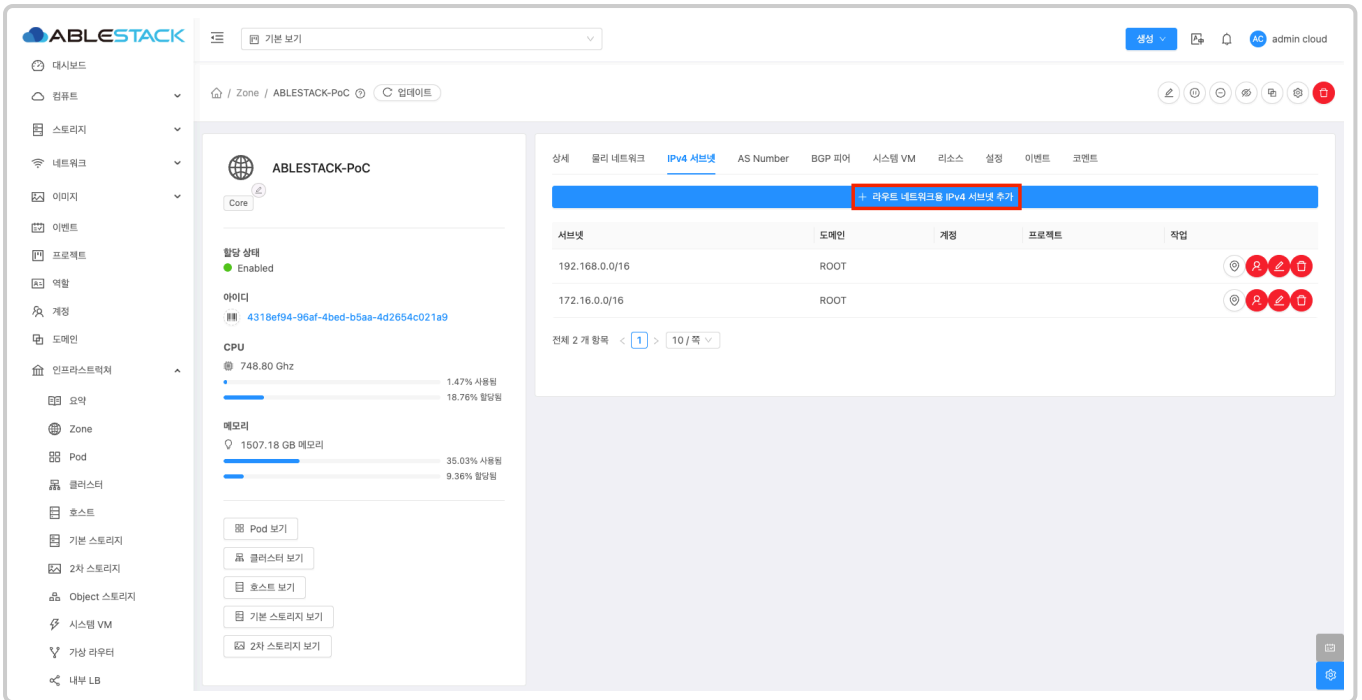 ABLESTACK
기본 보기
생성
AC
admin cloud
대시보드
컴퓨트
스토리지
네트워크
이미지
이벤트
프로젝트
역할
계정
도메인
인프라스트럭쳐
요약
Zone
Pod
클러스터
호스트
기본 스토리지
2차 스토리지
Object 스토리지
시스템 VM
가상 라우터
내부 LB
/ Zone / ABLESTACK-PoC
업데이트
ABLESTACK-PoC
Core
할당 상태
Enabled
아이디
4318ef94-96af-4bed-b5aa-4d2654c021a9
CPU
748.80 Ghz
1.47% 사용됨
18.76% 할당됨
메모리
1507.18 GB 메모리
35.03% 사용됨
9.36% 할당됨
Pod 보기
클러스터 보기
호스트 보기
기본 스토리지 보기
2차 스토리지 보기
상세 물리 네트워크 IPv4 서브넷 AS Number BGP 피어 시스템 VM 리소스 설정 이벤트 코멘트
+ 라우트 네트워크용 IPv4 서브넷 추가
서브넷 도메인 계정 프로젝트 작업
192.168.0.0/16 ROOT
172.16.0.0/16 ROOT
전체 2 개 항목 < 1 > 10 / 쪽